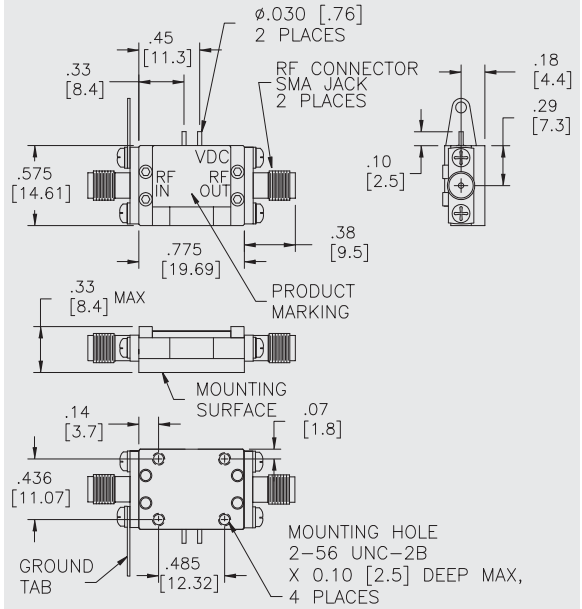 ø.030 [.76]
2 PLACES
.45
[11.3]
.33
[8.4]
RF CONNECTOR
SMA JACK
2 PLACES
.18
[4.4]
.29
[7.3]
.10
[2.5]
.575
[14.61]
VDC
RF
IN
RF
OUT
.775
[19.69]
.38
[9.5]
PRODUCT
MARKING
.33
[8.4] MAX
MOUNTING
SURFACE
.14
[3.7]
.07
[1.8]
.436
[11.07]
GROUND
TAB
.485
[12.32]
MOUNTING HOLE
2-56 UNC-2B
X 0.10 [2.5] DEEP MAX,
4 PLACES